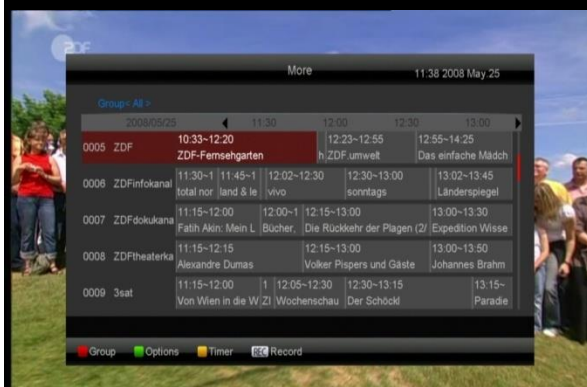 ZDF
More
11:38 2008 May.25
Group< All >
2008/05/25 11:30 12:00 12:30 13:00
0005 ZDF 10:33~12:20 12:23~12:55 12:55~14:25
ZDF-Fernsehgarten h ZDF.umwelt Das einfache Mädch
0006 ZDFinfokanal 11:30~1 11:45~1 12:02~12:30 12:30~13:00 13:02~13:45
total nor land & le vivo sonntags Länderspiegel
0007 ZDFdokukana 11:15~12:00 12:00~1 12:15~13:00 13:00~13:30
Fatih Akin: Mein L Bücher, Die Rückkehr der Plagen (2/ Expedition Wisse
0008 ZDFtheaterka 11:15~12:15 12:15~13:00 13:00~13:50
Alexandre Dumas Volker Pispers und Gäste Johannes Brahm
0009 3sat 11:15~12:00 1 12:05~12:30 12:30~13:15 13:15~
Von Wien in die W ZI Wochenschau Der Schöckl Paradie
Group Options Timer REC Record